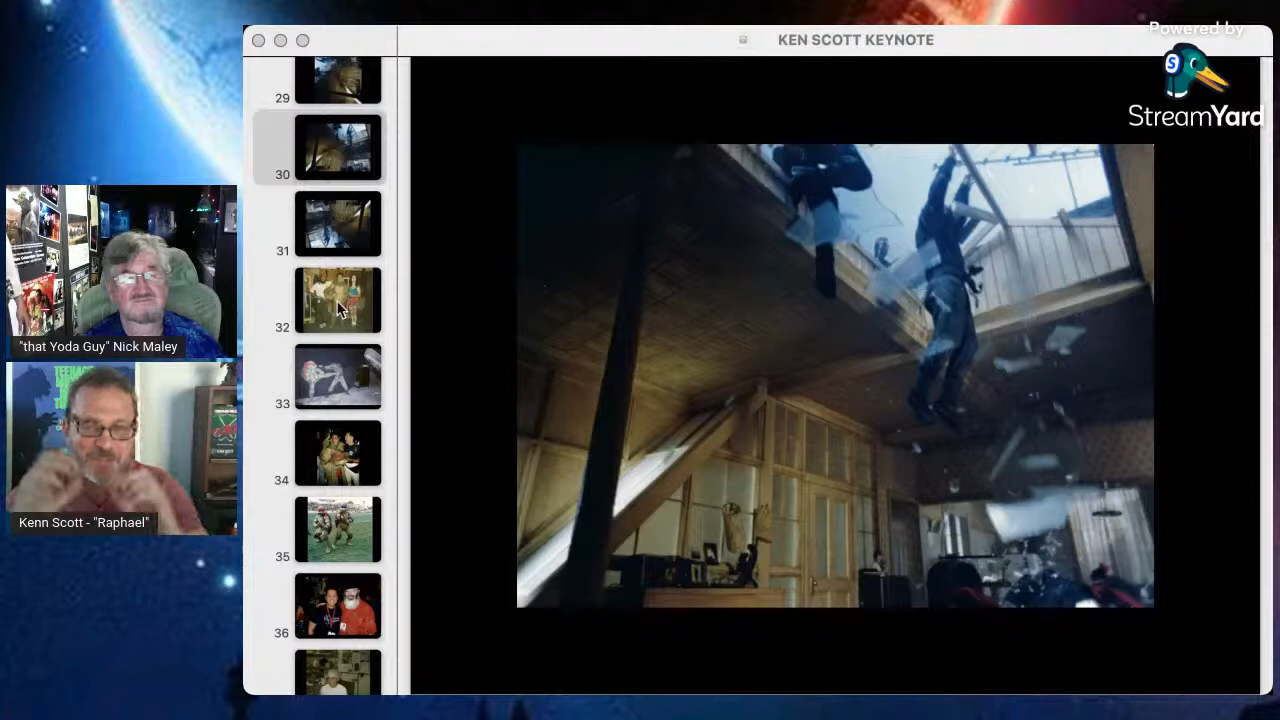 KEN SCOTT KEYNOTE
Powered by
S
StreamYard
29
30
31
32
33
34
35
36
"that Yoda Guy" Nick Maley
TEENAGE
Kenn Scott - "Raphael"